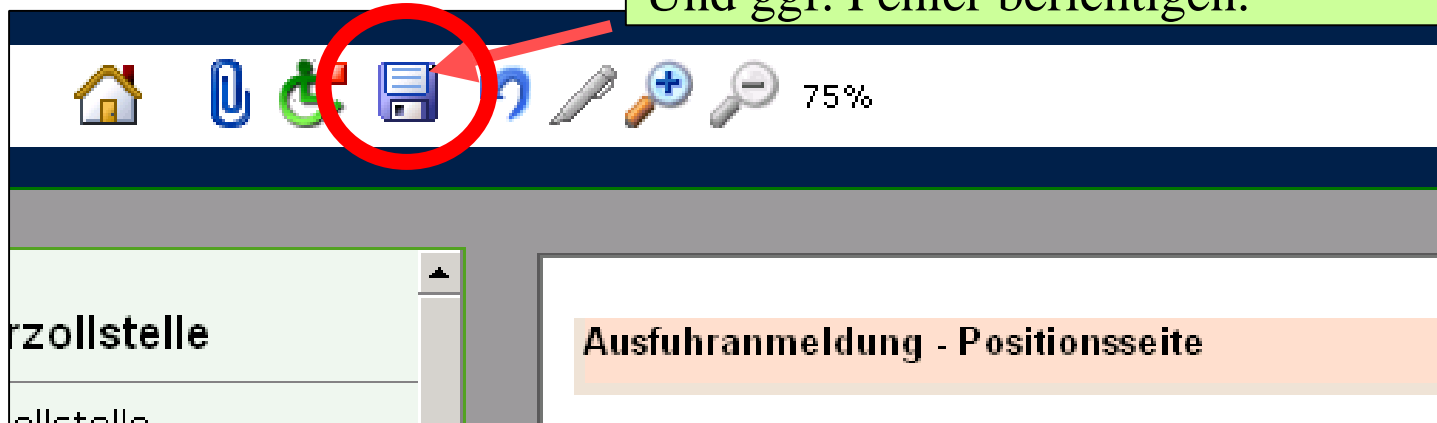 Und ggf. Fehler berichtigen.
75%
rzollstelle
Ausfuhranmeldung - Positionsseite